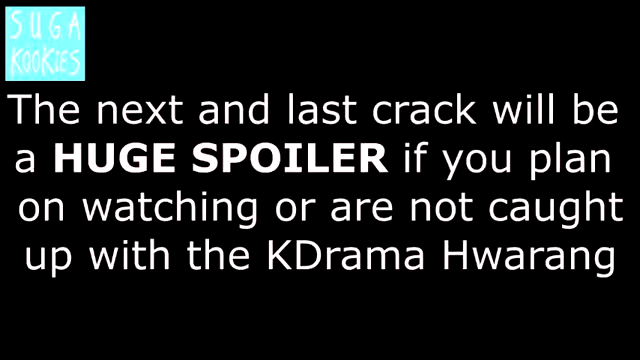 SUGA
KOOKIES
The next and last crack will be
a HUGE SPOILER if you plan
on watching or are not caught
up with the KDrama Hwarang